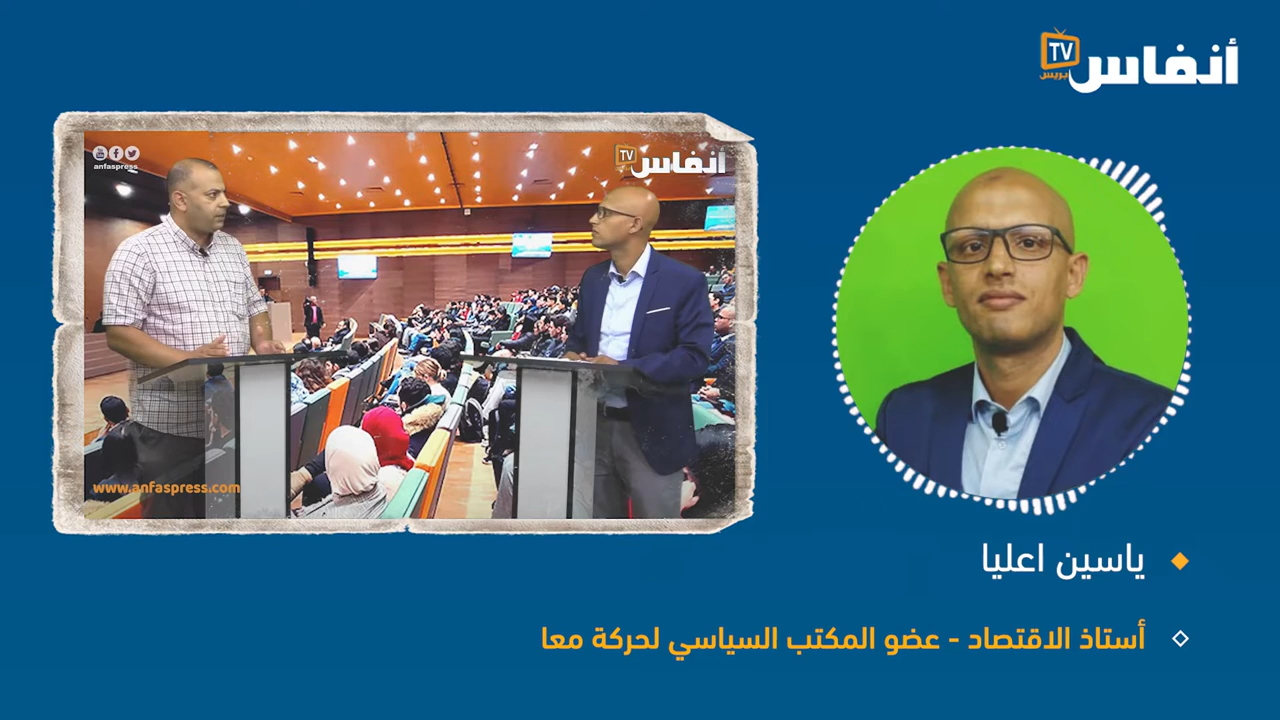 أنفاس
TV
بريس
anfaspress
أنفاس
TV
www.anfaspress.com
ياسين اعليا
أستاذ الاقتصاد - عضو المكتب السياسي لحركة معا